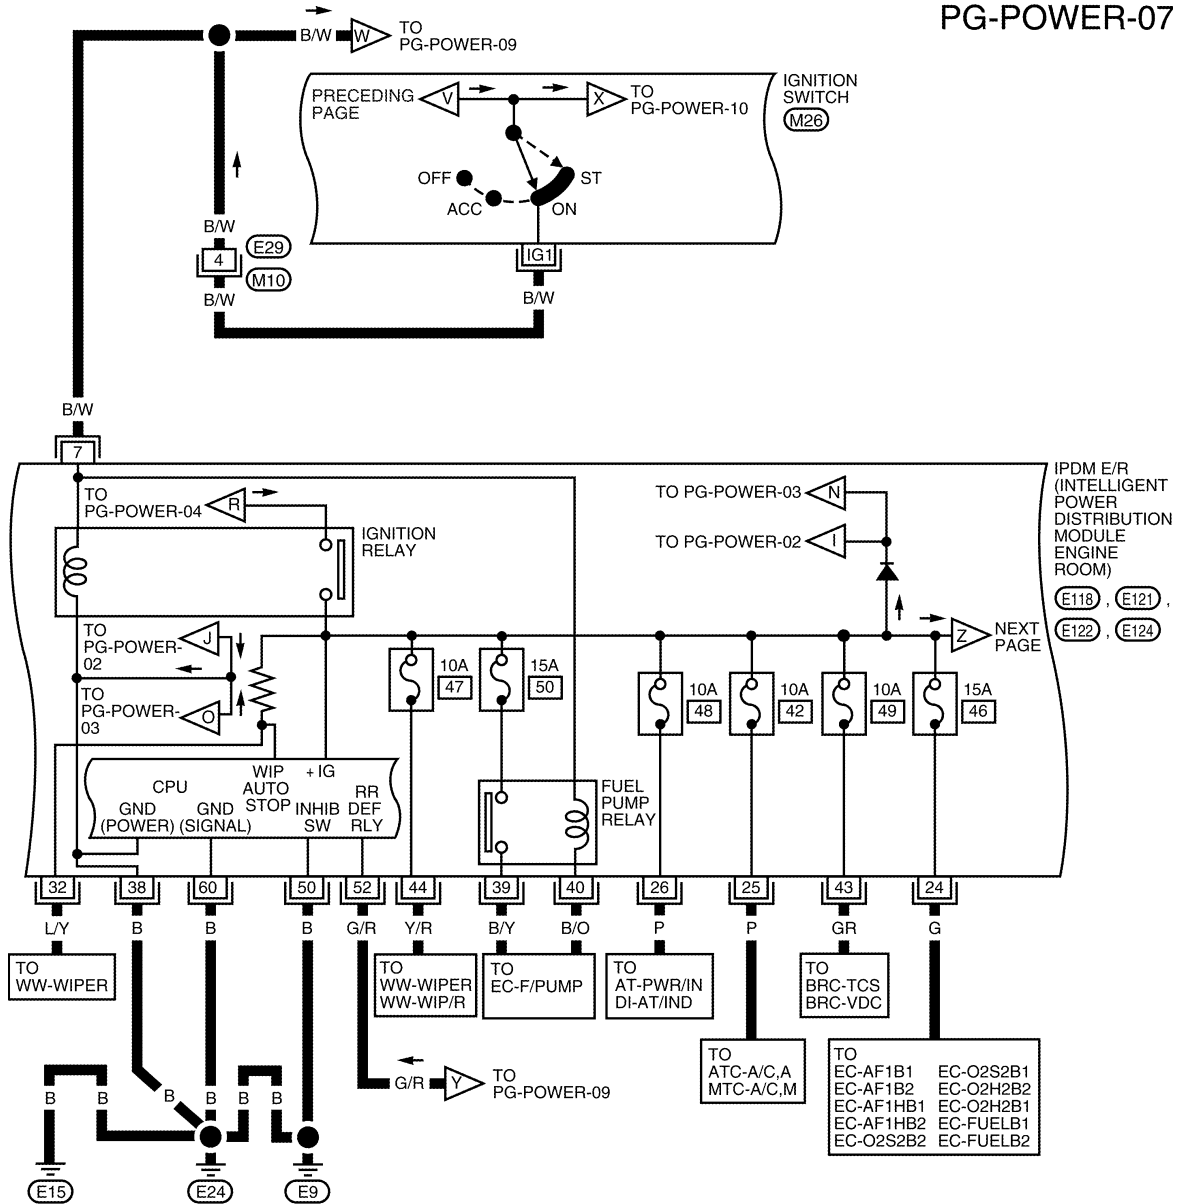 PG-POWER-07
B/W
W
TO
PG-POWER-09
IGNITION
SWITCH
M26
PRECEDING
PAGE
V
X
TO
PG-POWER-10
OFF
ACC
ON
ST
B/W
4
E29
M10
B/W
IG1
B/W
B/W
7
IPDM E/R
(INTELLIGENT
POWER
DISTRIBUTION
MODULE
ENGINE
ROOM)
E118 , E121 ,
E122 , E124
TO
PG-POWER-04
R
IGNITION
RELAY
TO PG-POWER-03
N
TO PG-POWER-02
I
Z
NEXT
PAGE
TO
PG-POWER-
02
J
TO
PG-POWER-
03
O
10A
47
15A
50
10A
48
10A
42
10A
49
15A
46
CPU
WIP
AUTO
STOP
+ IG
GND
(POWER)
GND
(SIGNAL)
INHIB
SW
RR
DEF
RLY
FUEL
PUMP
RELAY
32
38
60
50
52
44
39
40
26
25
43
24
L/Y
B
B
B
G/R
Y/R
B/Y
B/O
P
P
GR
G
TO
WW-WIPER
TO
WW-WIPER
WW-WIP/R
TO
EC-F/PUMP
TO
AT-PWR/IN
DI-AT/IND
TO
BRC-TCS
BRC-VDC
TO
ATC-A/C,A
MTC-A/C,M
TO
EC-AF1B1 EC-O2S2B1
EC-AF1B2 EC-O2H2B2
EC-AF1HB1 EC-O2H2B1
EC-AF1HB2 EC-FUELB1
EC-O2S2B2 EC-FUELB2
G/R
Y
TO
PG-POWER-09
B
B
B
B
B
B
E15
E24
E9